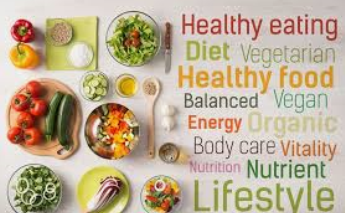 Healthy eating
Diet Vegetarian
Healthy food
Balanced Vegan
Energy Organic
Body care Vitality
Nutrition Nutrient
Lifestyle